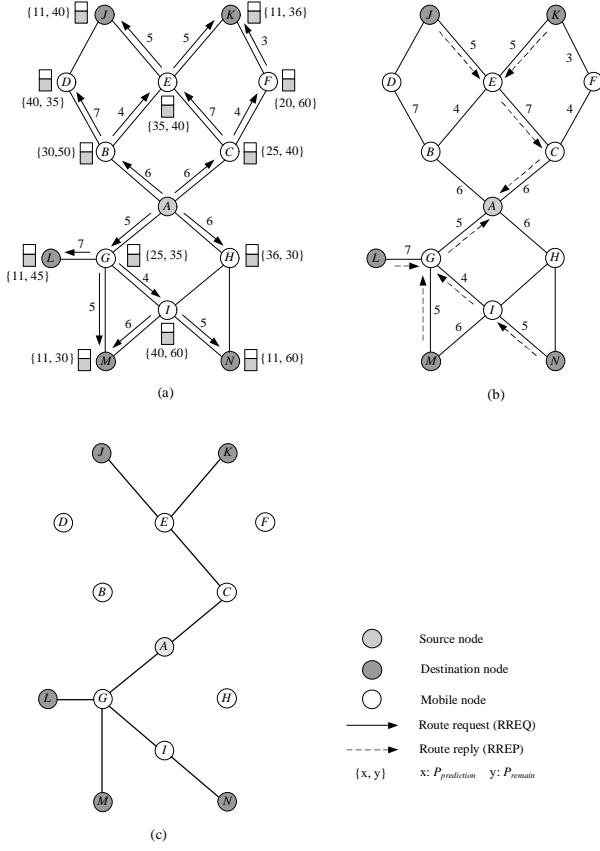 {11, 40} J K {11, 36}
5 5 3
D E F
{40, 35} {35, 40} {20, 60}
7 4 7 4
{30,50} B C {25, 40}
6 6
A
5 6
7
L G {25, 35} H {36, 30}
{11, 45}
4
5 I
6 5
{40, 60}
{11, 30} M N {11, 60}
(a)
J K
5 5 3
D E F
7 4 7 4
B C
6 6
A
5 6
7
L G H
4
5 I
6 5
M N
(b)
J K
D E F
B C
A
L G H
I
M N
(c)
Source node
Destination node
Mobile node
Route request (RREQ)
Route reply (RREP)
{x, y} x: Pprediction y: Premain